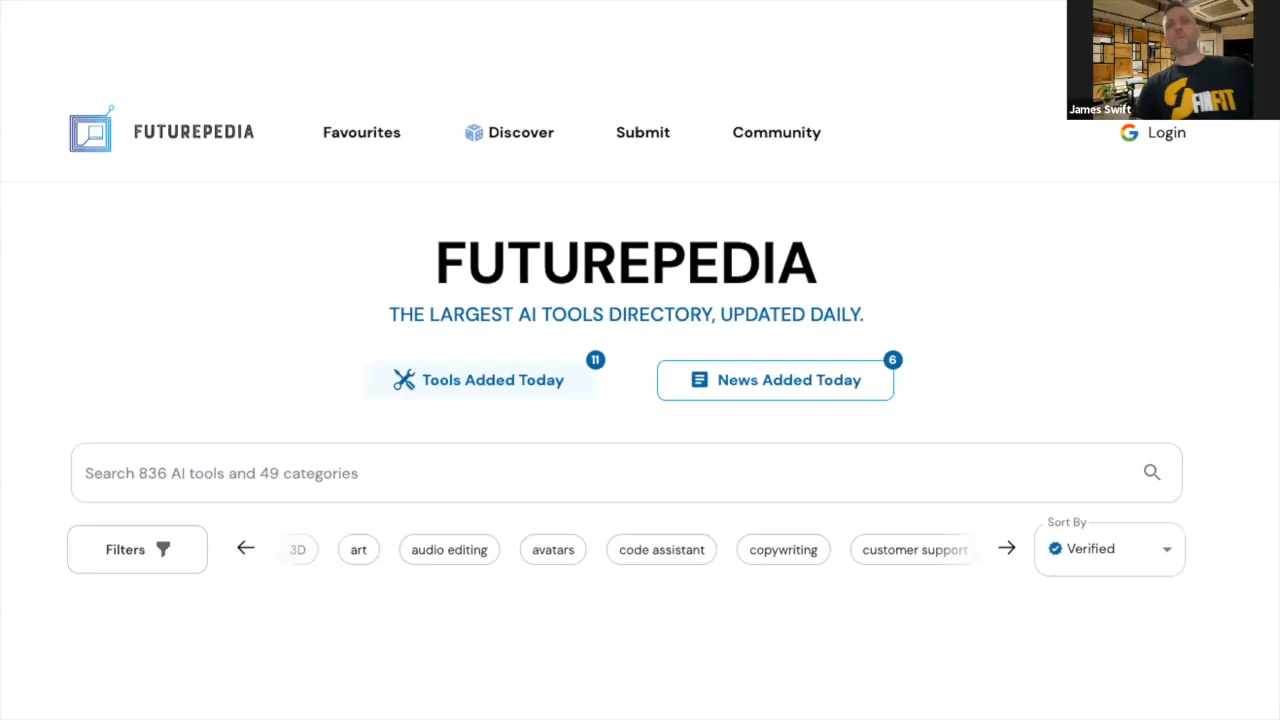 James Swift
FINFIT
FUTUREPEDIA
Favourites
Discover
Submit
Community
Login
FUTUREPEDIA
THE LARGEST AI TOOLS DIRECTORY, UPDATED DAILY.
Tools Added Today
11
News Added Today
6
Search 836 AI tools and 49 categories
Filters
3D
art
audio editing
avatars
code assistant
copywriting
customer support
Sort By
Verified